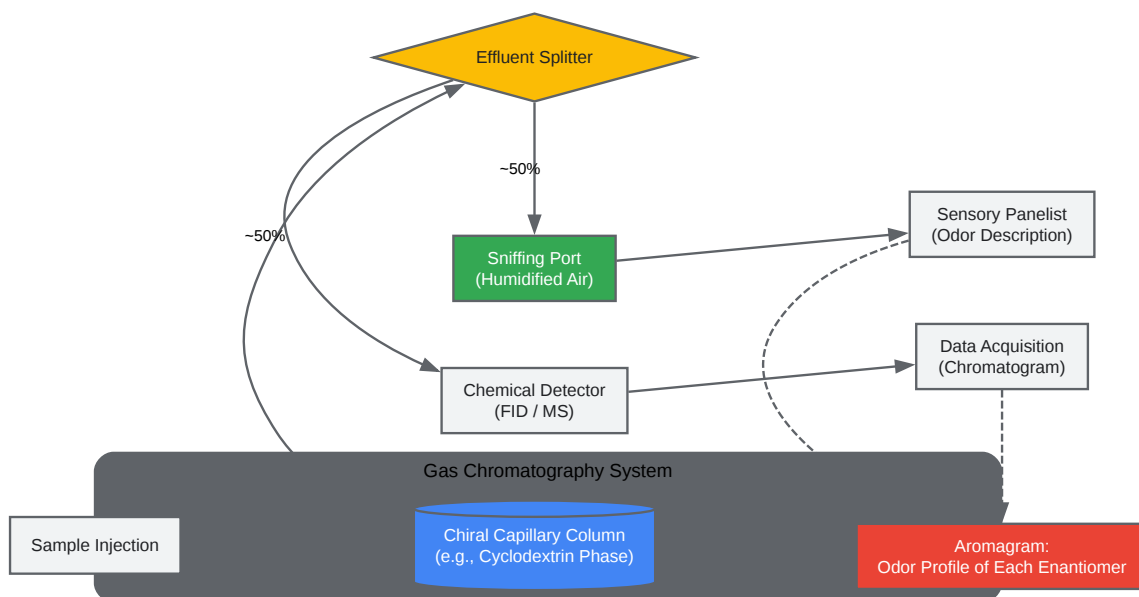 Effluent Splitter
~50%
Sensory Panelist
(Odor Description)
~50%
Sniffing Port
(Humidified Air)
Data Acquisition
(Chromatogram)
Chemical Detector
(FID / MS)
Gas Chromatography System
Sample Injection
Chiral Capillary Column
(e.g., Cyclodextrin Phase)
Aromagram:
Odor Profile of Each Enantiomer